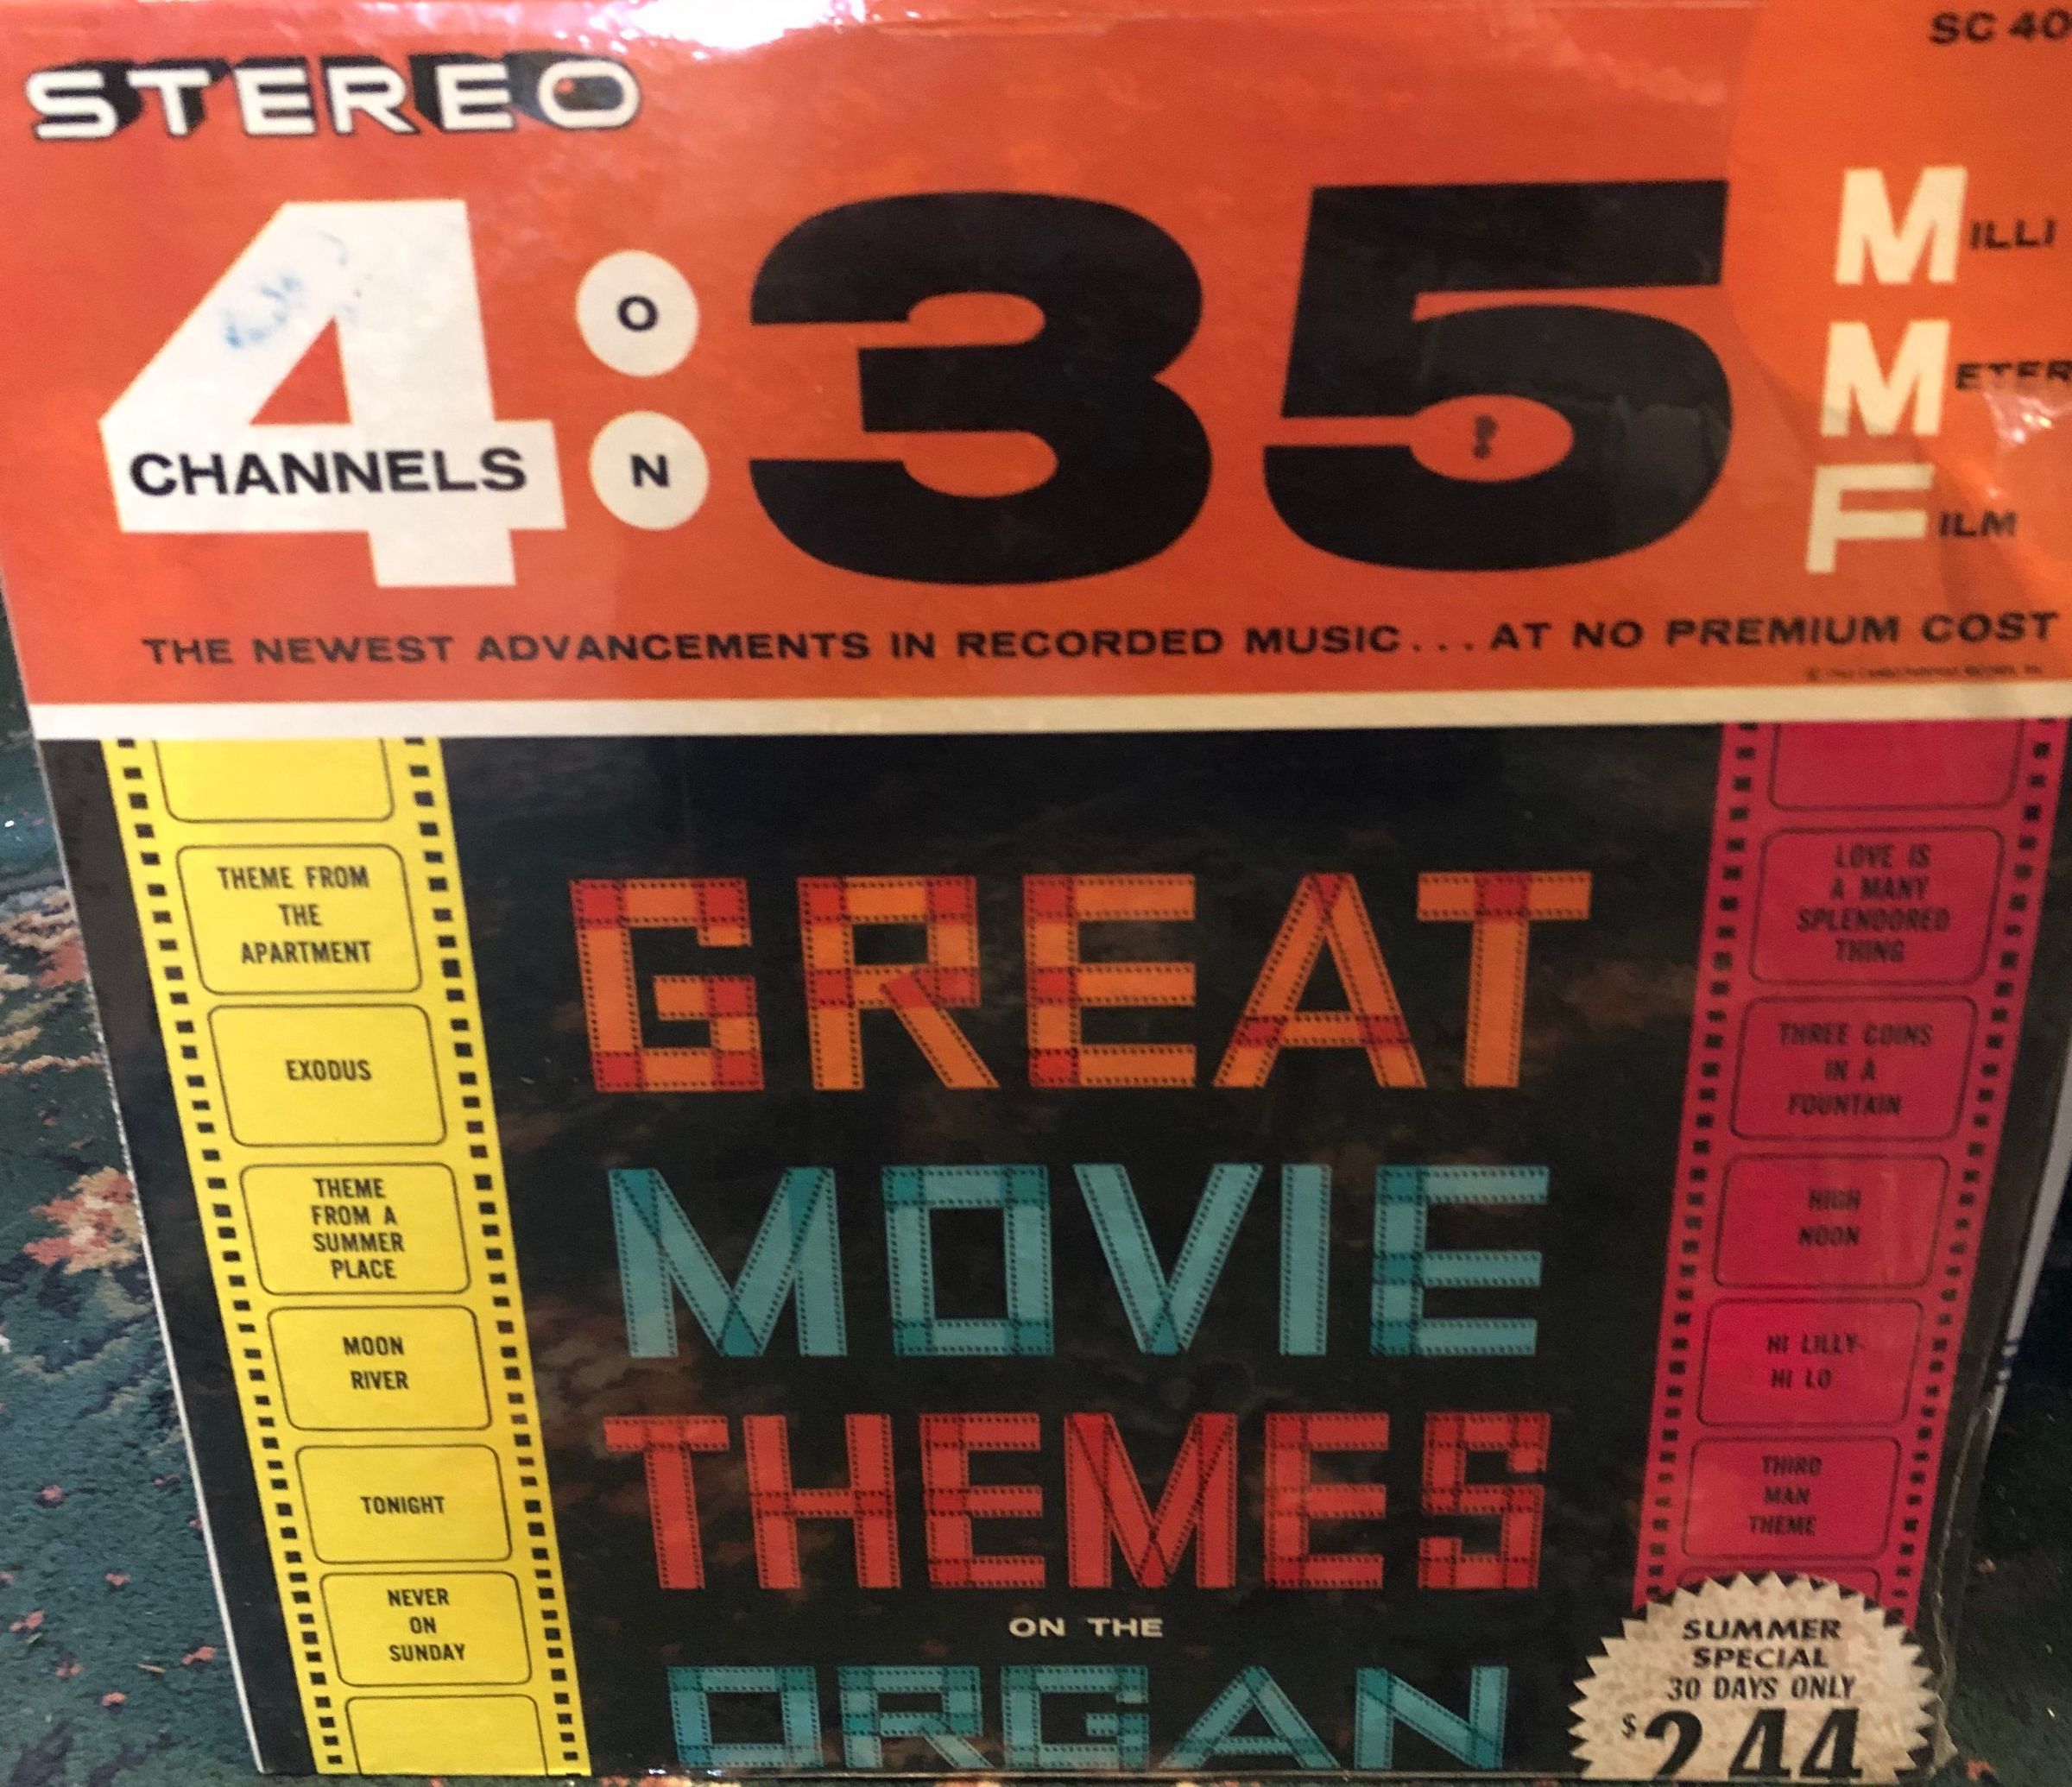 STEREO
SC 40
4 CHANNELS
ON
35
MILLI
METER
FILM
THE NEWEST ADVANCEMENTS IN RECORDED MUSIC... AT NO PREMIUM COST
THEME FROM
THE
APARTMENT
EXODUS
THEME
FROM A
SUMMER
PLACE
MOON
RIVER
TONIGHT
NEVER
ON
SUNDAY
GREAT
MOVIE
THEMES
ON THE
ORGAN
LOVE IS
A MANY
SPLENDORED
THING
THREE COINS
IN A
FOUNTAIN
HIGH
NOON
HI LILLY-
HI LO
THIRD
MAN
THEME
SUMMER
SPECIAL
30 DAYS ONLY
$2.44